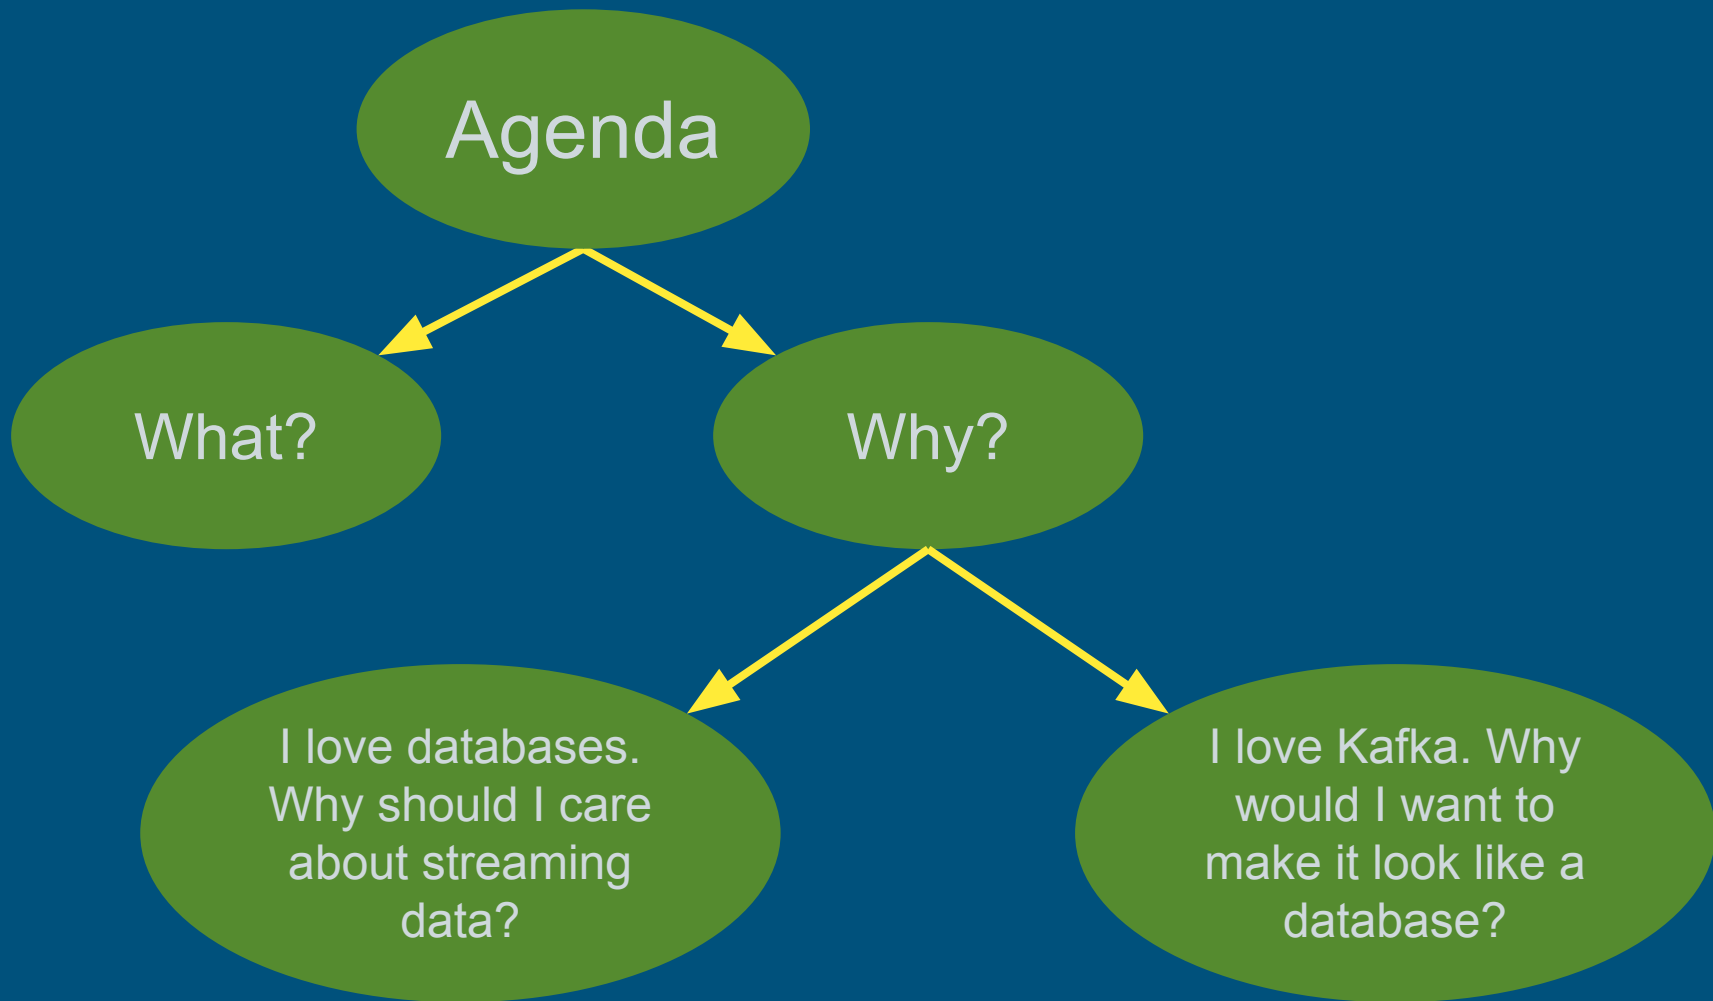 Agenda
What?
Why?
I love databases.
Why should I care
about streaming
data?
I love Kafka. Why
would I want to
make it look like a
database?